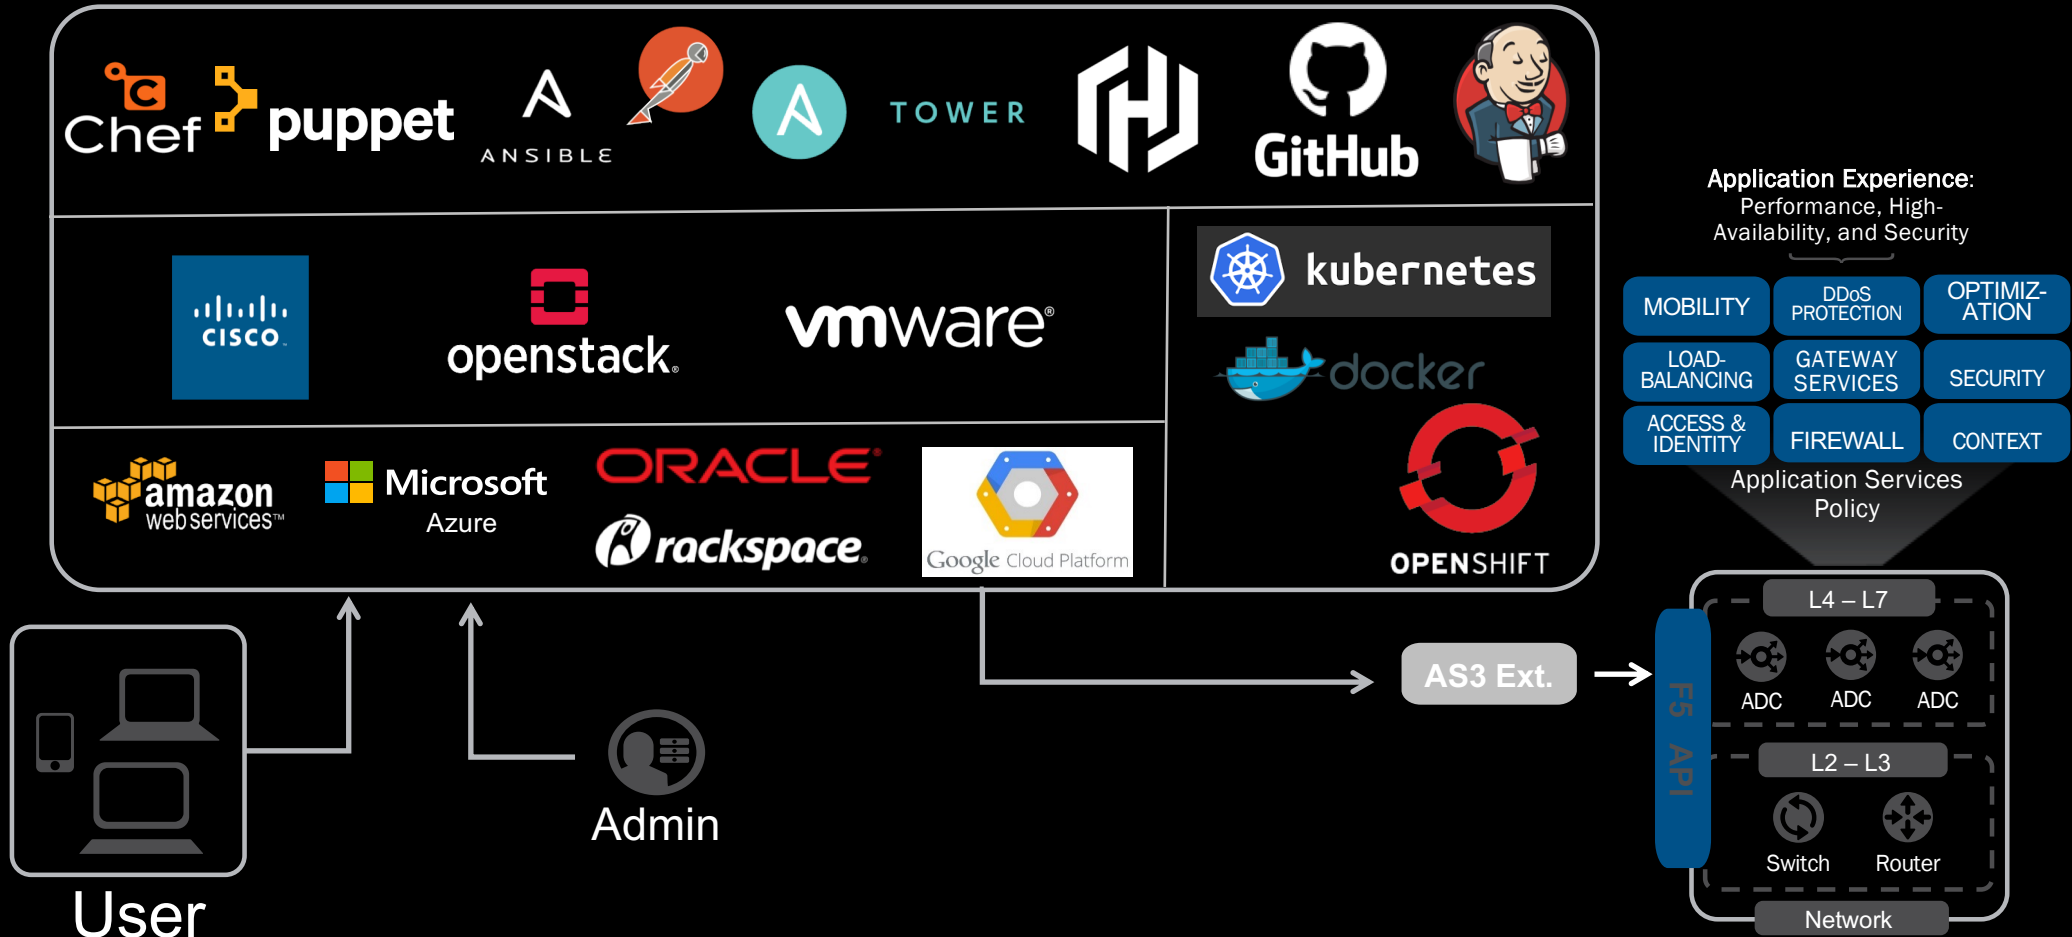 Chef
puppet
ANSIBLE
TOWER
GitHub
Application Experience:
Performance, High-
Availability, and Security
CISCO
openstack®
vmware®
kubernetes
docker
MOBILITY
DDoS
PROTECTION
OPTIMIZ-
ATION
LOAD-
BALANCING
GATEWAY
SERVICES
SECURITY
ACCESS &
IDENTITY
FIREWALL
CONTEXT
amazon
webservices™
Microsoft
Azure
ORACLE®
rackspace®
Google Cloud Platform
OPENSHIFT
Application Services
Policy
L4 – L7
ADC
ADC
ADC
AS3 Ext.
F5 API
L2 – L3
Switch
Router
Network
Admin
User